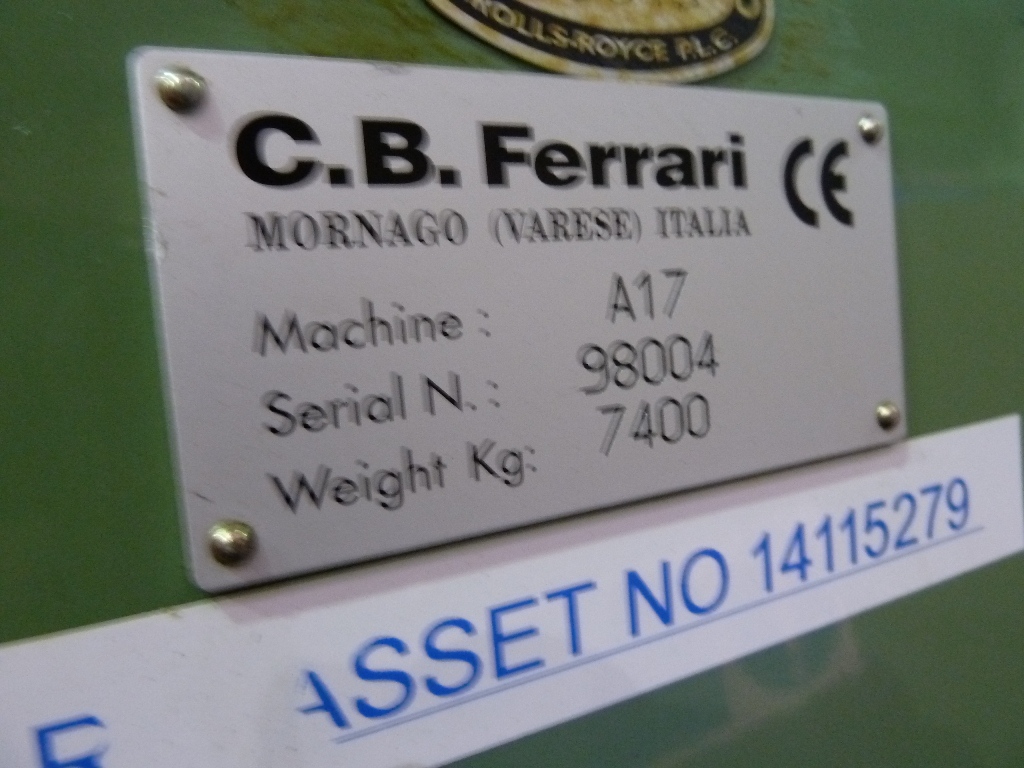 ROLLS-ROYCE P.L.C.
C.B. Ferrari
CE
MORNAGO (VARESE) ITALIA
Machine : A17
Serial N. : 98004
Weight Kg: 7400
ASSET NO 14115279